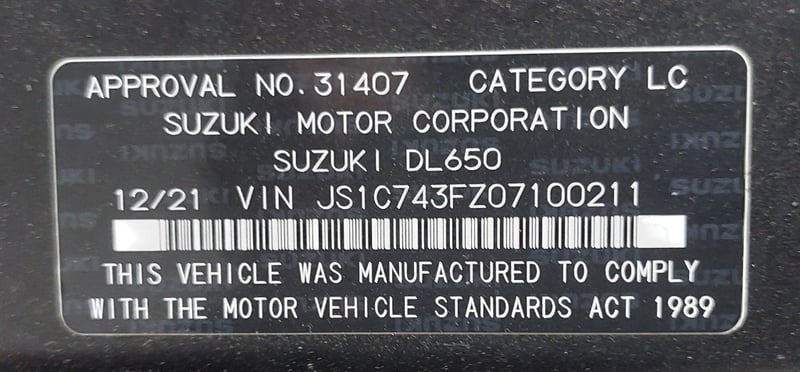 APPROVAL NO. 31407 CATEGORY LC
SUZUKI MOTOR CORPORATION
SUZUKI DL650
12/21 VIN JS1C743FZ07100211
THIS VEHICLE WAS MANUFACTURED TO COMPLY
WITH THE MOTOR VEHICLE STANDARDS ACT 1989